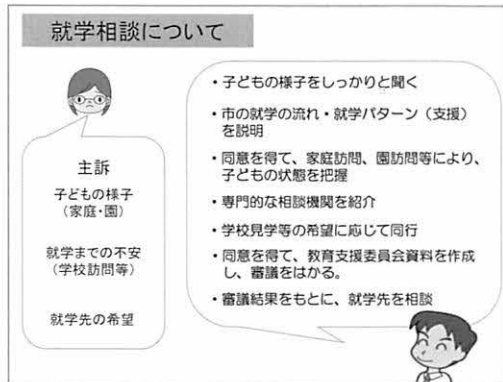 就学相談について
主訴
子どもの様子
(家庭・園)
就学までの不安
(学校訪問等)
就学先の希望
・子どもの様子をしっかりと聞く
・市の就学の流れ・就学パターン(支援)
を説明
・同意を得て、家庭訪問、園訪問等により、
子どもの状態を把握
・専門的な相談機関を紹介
・学校見学等の希望に応じて同行
・同意を得て、教育支援委員会資料を作成
し、審議をはかる。
・審議結果をもとに、就学先を相談